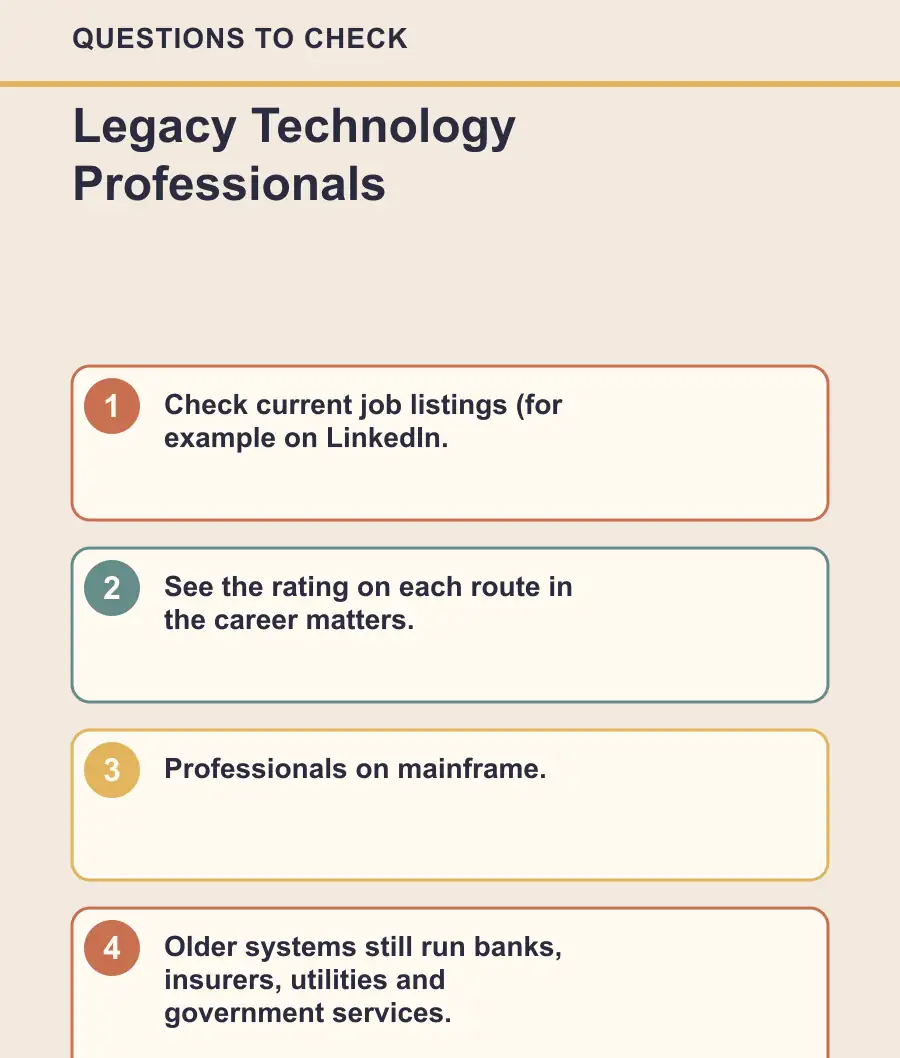 QUESTIONS TO CHECK
Legacy Technology
Professionals
1
Check current job listings (for
example on LinkedIn.
2
See the rating on each route in
the career matters.
3
Professionals on mainframe.
4
Older systems still run banks,
insurers, utilities and
government services.